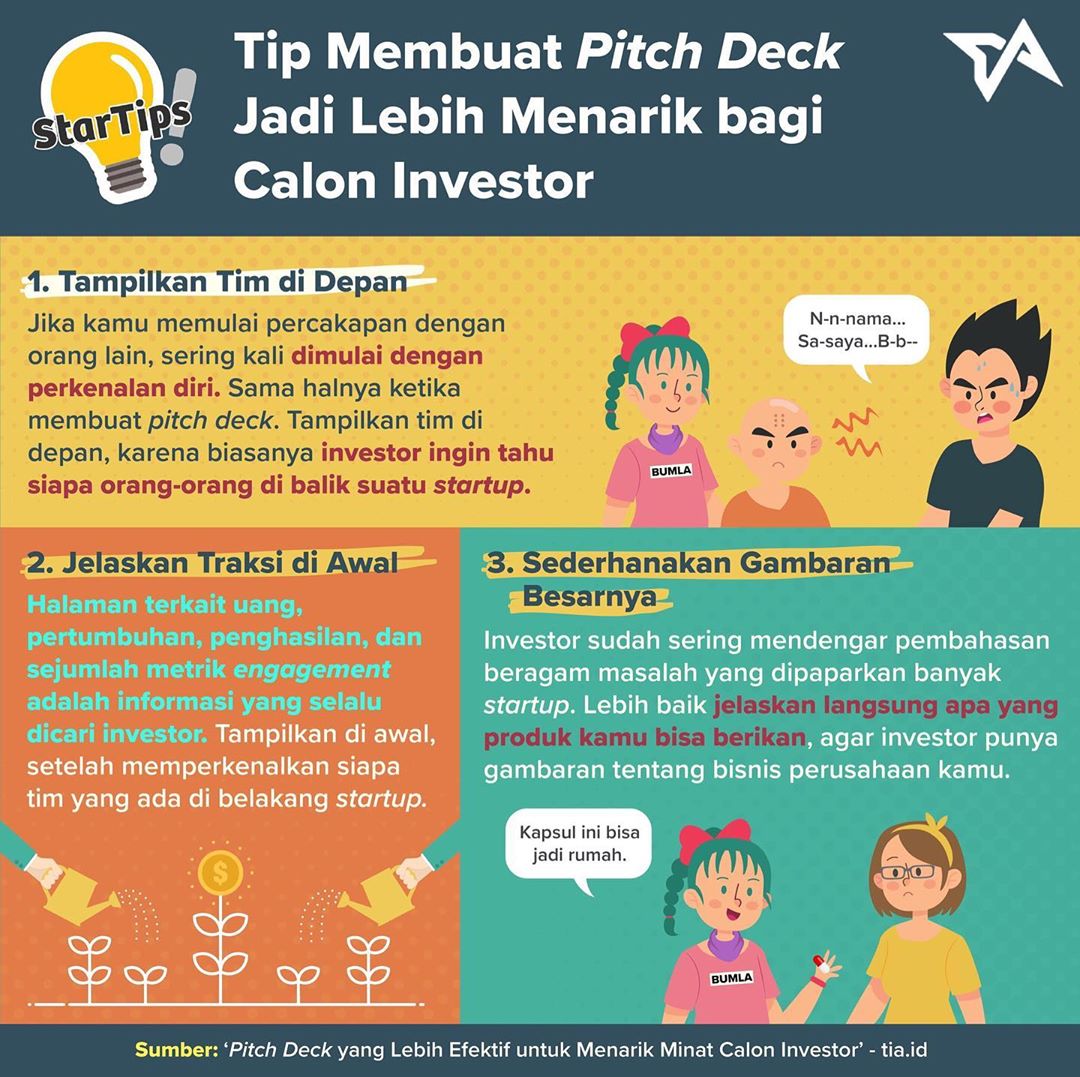 StarTips
Tip Membuat Pitch Deck
Jadi Lebih Menarik bagi
Calon Investor
1. Tampilkan Tim di Depan
Jika kamu memulai percakapan dengan
orang lain, sering kali dimulai dengan
perkenalan diri. Sama halnya ketika
membuat pitch deck. Tampilkan tim di
depan, karena biasanya investor ingin tahu
siapa orang-orang di balik suatu startup.
N-n-nama...
Sa-saya...B-b--
BUMLA
2. Jelaskan Traksi di Awal
Halaman terkait uang,
pertumbuhan, penghasilan, dan
sejumlah metrik engagement
adalah informasi yang selalu
dicari investor. Tampilkan di awal,
setelah memperkenalkan siapa
tim yang ada di belakang startup.
$
3. Sederhanakan Gambaran
Besarnya
Investor sudah sering mendengar pembahasan
beragam masalah yang dipaparkan banyak
startup. Lebih baik jelaskan langsung apa yang
produk kamu bisa berikan, agar investor punya
gambaran tentang bisnis perusahaan kamu.
Kapsul ini bisa
jadi rumah.
BUMLA
Sumber: ‘Pitch Deck yang Lebih Efektif untuk Menarik Minat Calon Investor’ - tia.id